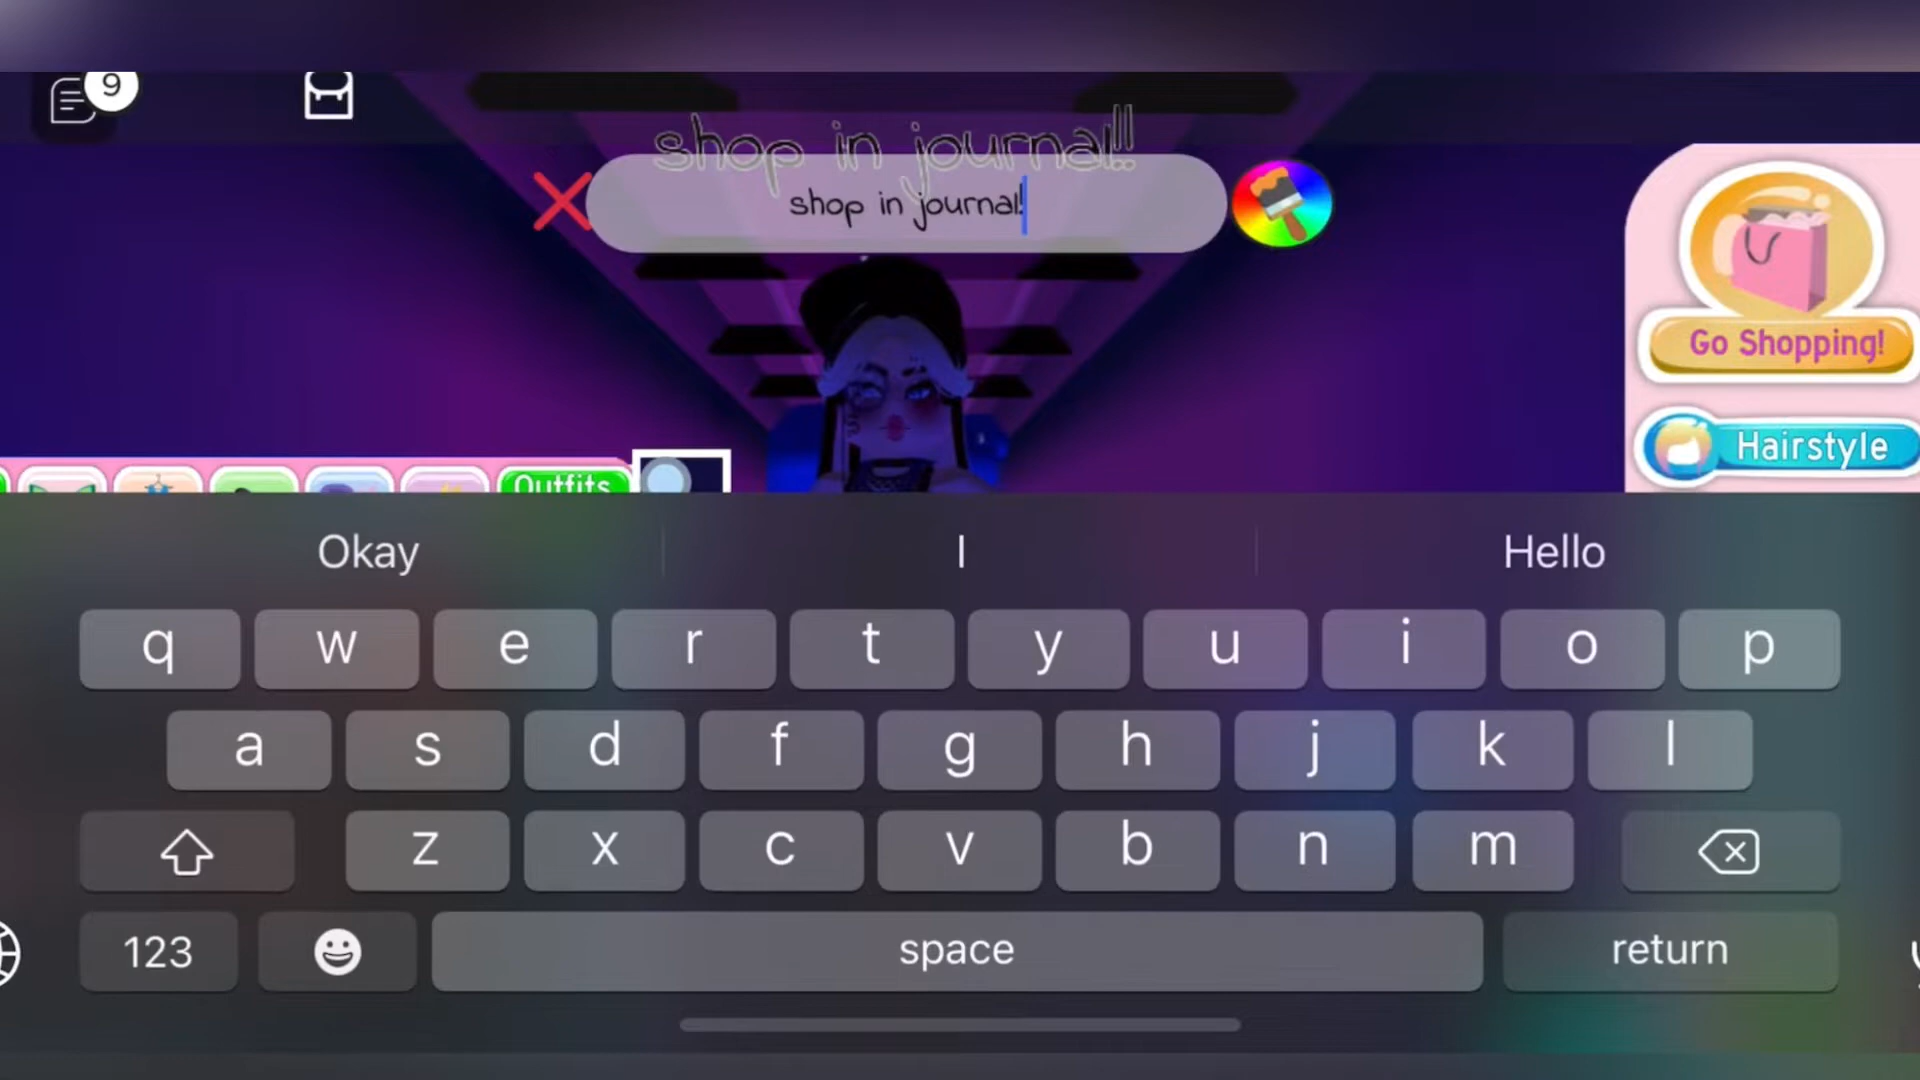 9
shop in journal!!
shop in journal!
Go Shopping!
Hairstyle
Outfits
Okay
I
Hello
q w e r t y u i o p
a s d f g h j k l
z x c v b n m
123
space
return